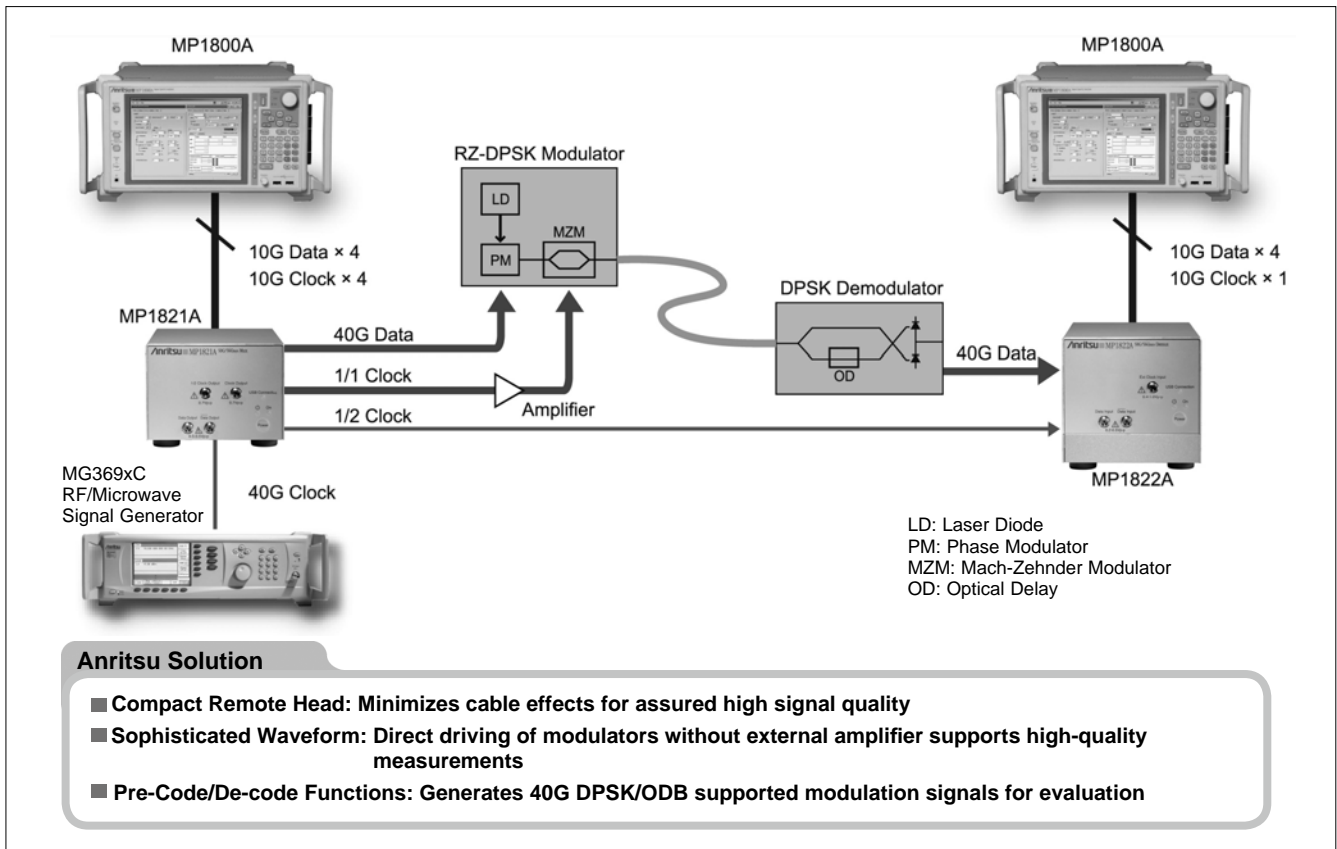 MP1800A
MP1800A
RZ-DPSK Modulator
LD
PM
MZM
10G Data × 4
10G Clock × 4
10G Data × 4
10G Clock × 1
DPSK Demodulator
OD
MP1821A
Anritsu MP1821A
40G Data
1/1 Clock
Amplifier
1/2 Clock
40G Data
Anritsu MP1822A
MP1822A
MG369xC
RF/Microwave
Signal Generator
40G Clock
LD: Laser Diode
PM: Phase Modulator
MZM: Mach-Zehnder Modulator
OD: Optical Delay
Anritsu Solution
Compact Remote Head: Minimizes cable effects for assured high signal quality
Sophisticated Waveform: Direct driving of modulators without external amplifier supports high-quality
measurements
Pre-Code/De-code Functions: Generates 40G DPSK/ODB supported modulation signals for evaluation